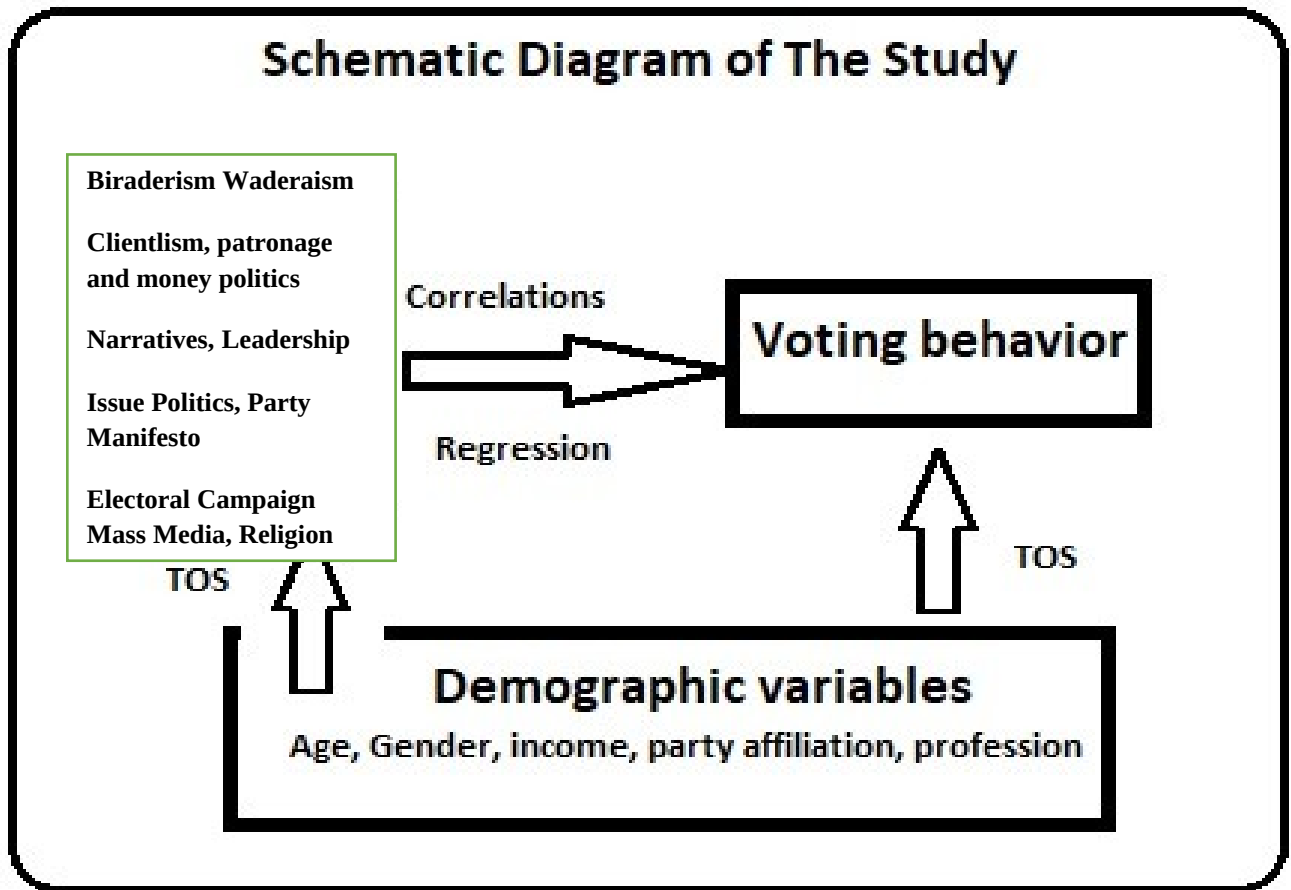 Schematic Diagram of The Study
Biraderism Waderaism
Clientlism, patronage
and money politics
Narratives, Leadership
Issue Politics, Party
Manifesto
Electoral Campaign
Mass Media, Religion
Correlations
Regression
Voting behavior
TOS
TOS
Demographic variables
Age, Gender, income, party affiliation, profession